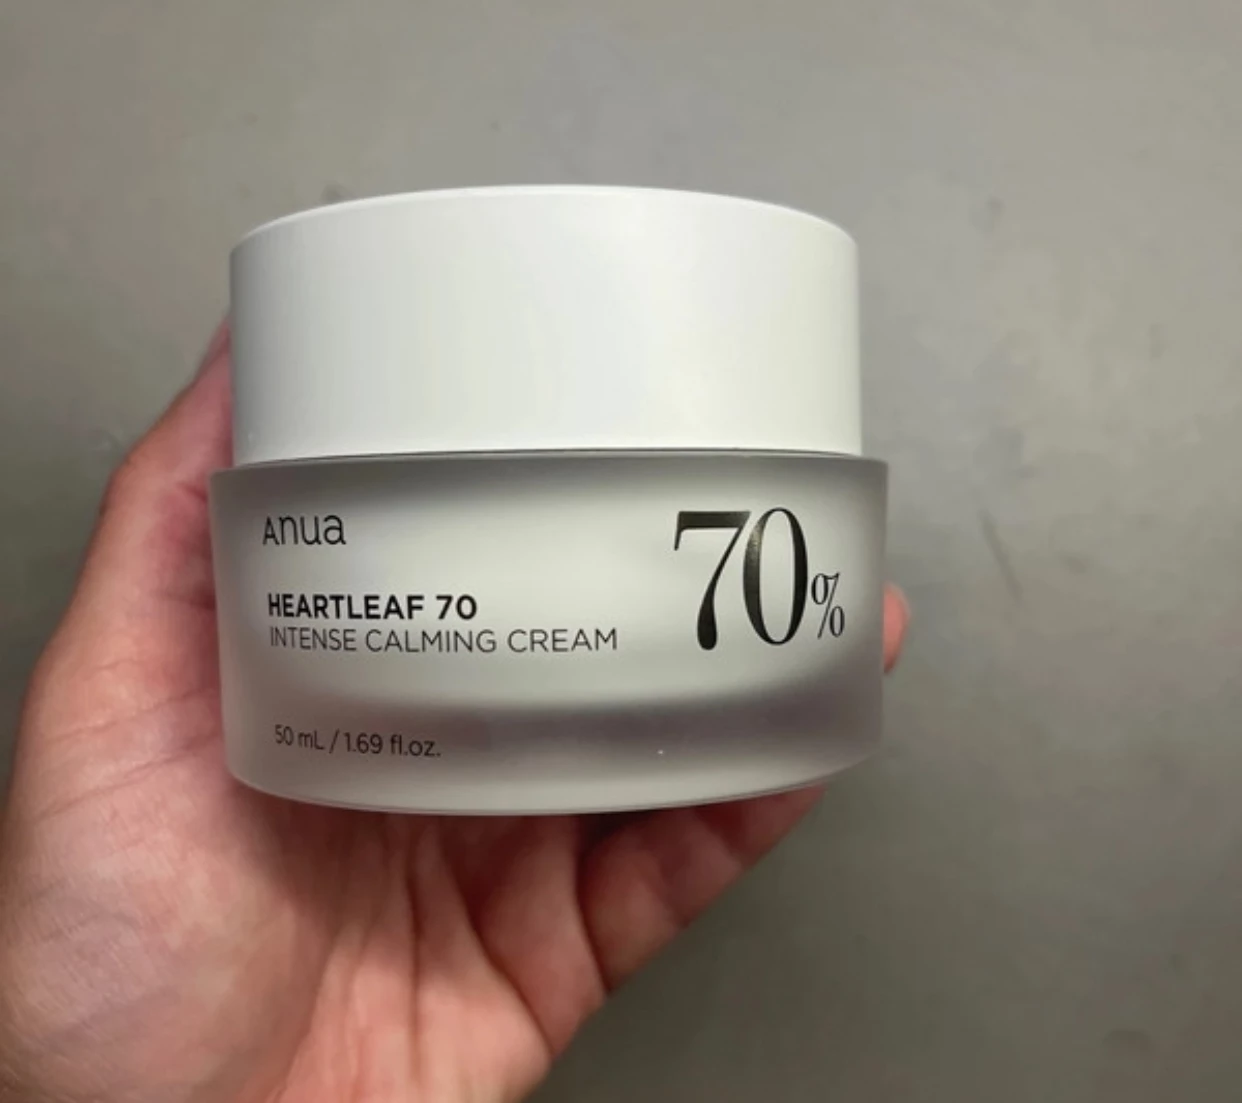 Anua
HEARTLEAF 70
INTENSE CALMING CREAM
70%
50 mL / 1.69 fl.oz.